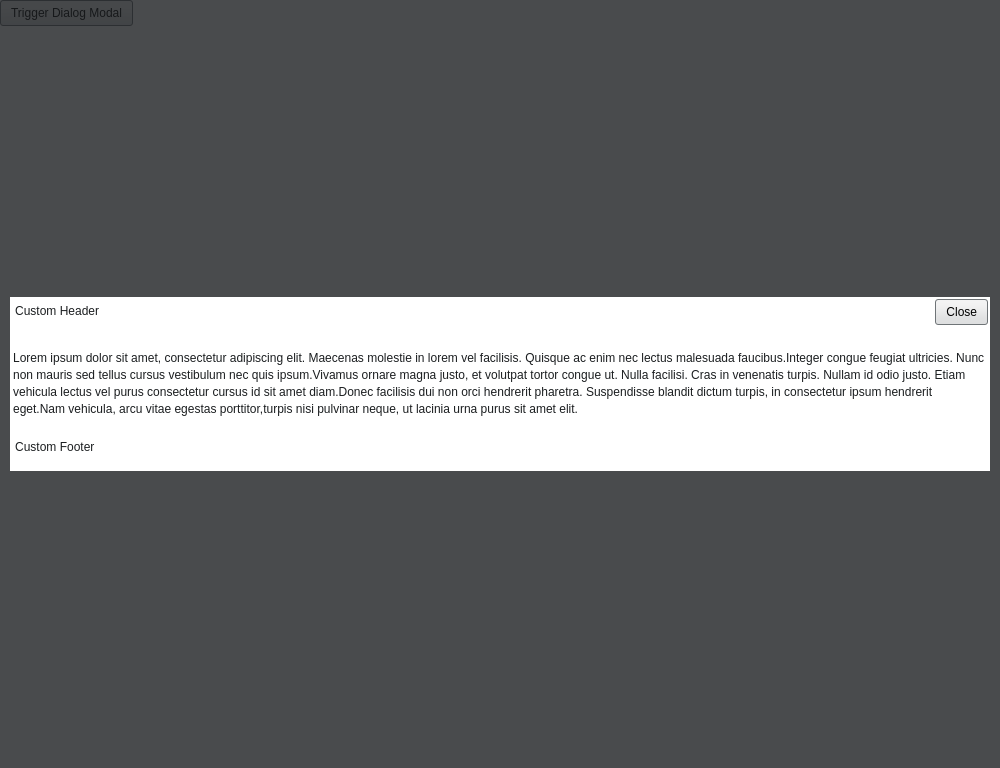 Trigger Dialog Modal
Custom Header
Close
Lorem ipsum dolor sit amet, consectetur adipiscing elit. Maecenas molestie in lorem vel facilisis. Quisque ac enim nec lectus malesuada faucibus.Integer congue feugiat ultricies. Nunc
non mauris sed tellus cursus vestibulum nec quis ipsum.Vivamus ornare magna justo, et volutpat tortor congue ut. Nulla facilisi. Cras in venenatis turpis. Nullam id odio justo. Etiam
vehicula lectus vel purus consectetur cursus id sit amet diam.Donec facilisis dui non orci hendrerit pharetra. Suspendisse blandit dictum turpis, in consectetur ipsum hendrerit
eget.Nam vehicula, arcu vitae egestas porttitor,turpis nisi pulvinar neque, ut lacinia urna purus sit amet elit.
Custom Footer